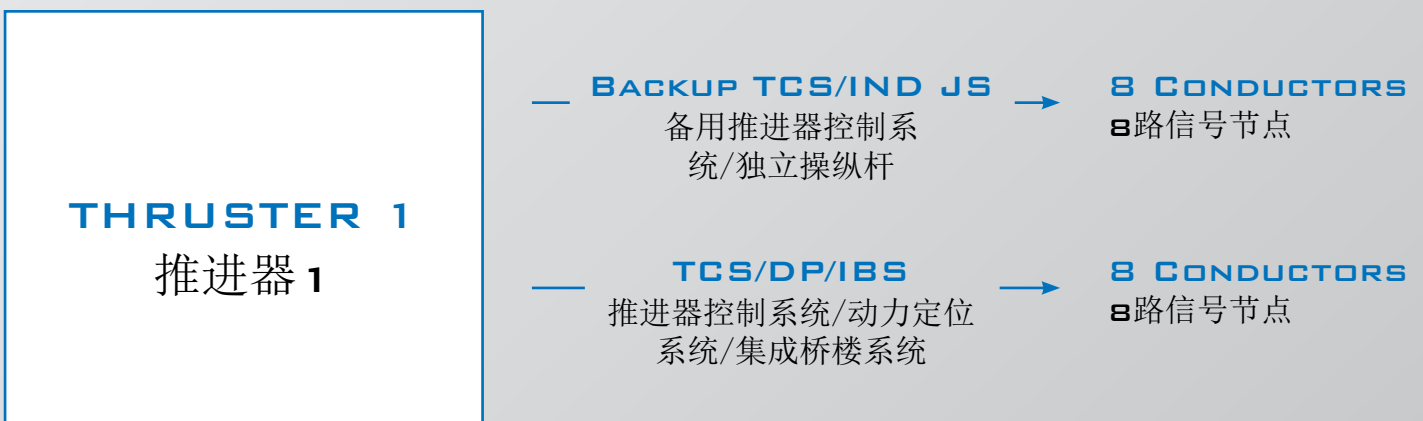 THRUSTER 1
推进器 1
BACKUP TCS/IND JS
备用推进器控制系
统/独立操纵杆
8 CONDUCTORS
8路信号节点
TCS/DP/IBS
推进器控制系统/动力定位
系统/集成桥楼系统
8 CONDUCTORS
8路信号节点